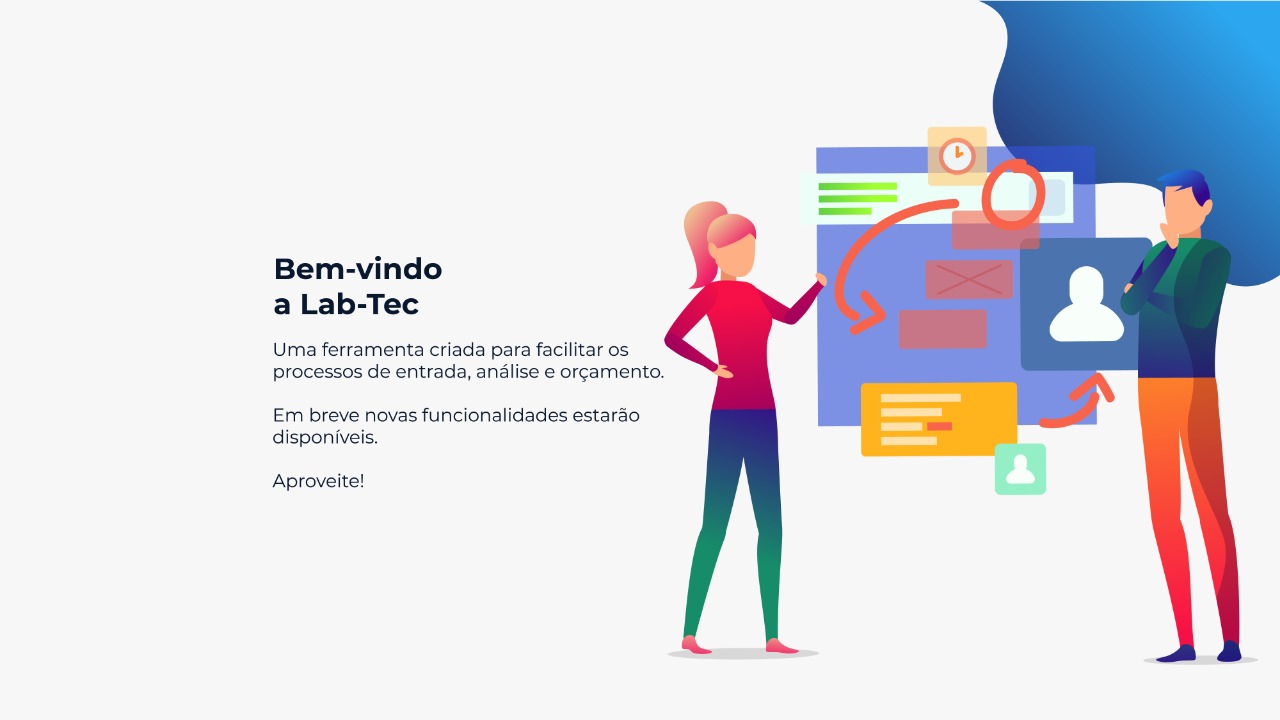 Bem-vindo
a Lab-Tec
Uma ferramenta criada para facilitar os
processos de entrada, análise e orçamento.
Em breve novas funcionalidades estarão
disponíveis.
Aproveite!